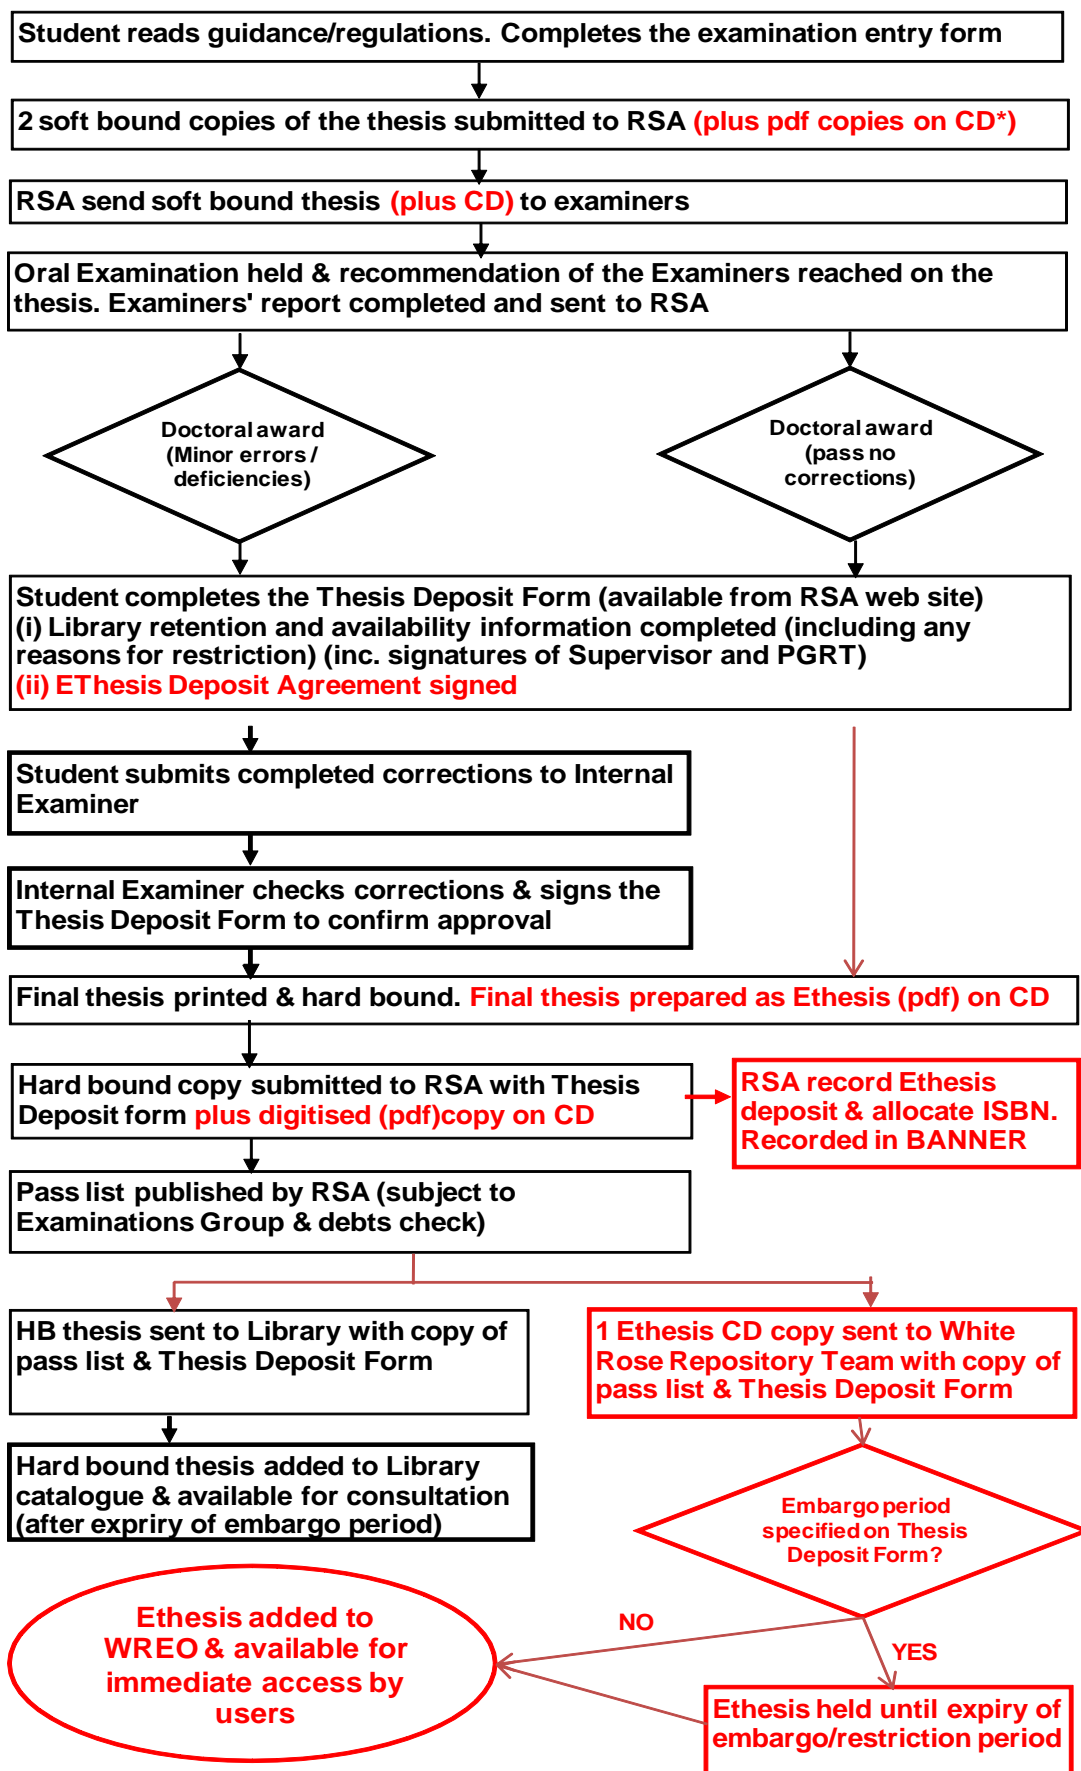 Student reads guidance/regulations. Completes the examination entry form
2 soft bound copies of the thesis submitted to RSA (plus pdf copies on CD*)
RSA send soft bound thesis (plus CD) to examiners
Oral Examination held & recommendation of the Examiners reached on the
thesis. Examiners' report completed and sent to RSA
Doctoral award
(Minor errors /
deficiencies)
Doctoral award
(pass no
corrections)
Student completes the Thesis Deposit Form (available from RSA web site)
(i) Library retention and availability information completed (including any
reasons for restriction) (inc. signatures of Supervisor and PGRT)
(ii) EThesis Deposit Agreement signed
Student submits completed corrections to Internal
Examiner
Internal Examiner checks corrections & signs the
Thesis Deposit Form to confirm approval
Final thesis printed & hard bound. Final thesis prepared as Ethesis (pdf) on CD
Hard bound copy submitted to RSA with Thesis
Deposit form plus digitised (pdf)copy on CD
RSA record Ethesis
deposit & allocate ISBN.
Recorded in BANNER
Pass list published by RSA (subject to
Examinations Group & debts check)
HB thesis sent to Library with copy of
pass list & Thesis Deposit Form
1 Ethesis CD copy sent to White
Rose Repository Team with copy of
pass list & Thesis Deposit Form
Hard bound thesis added to Library
catalogue & available for consultation
(after expriry of embargo period)
Embargo period
specified on Thesis
Deposit Form?
Ethesis added to
WREO & available for
immediate access by
users
NO
YES
Ethesis held until expiry of
embargo/restriction period